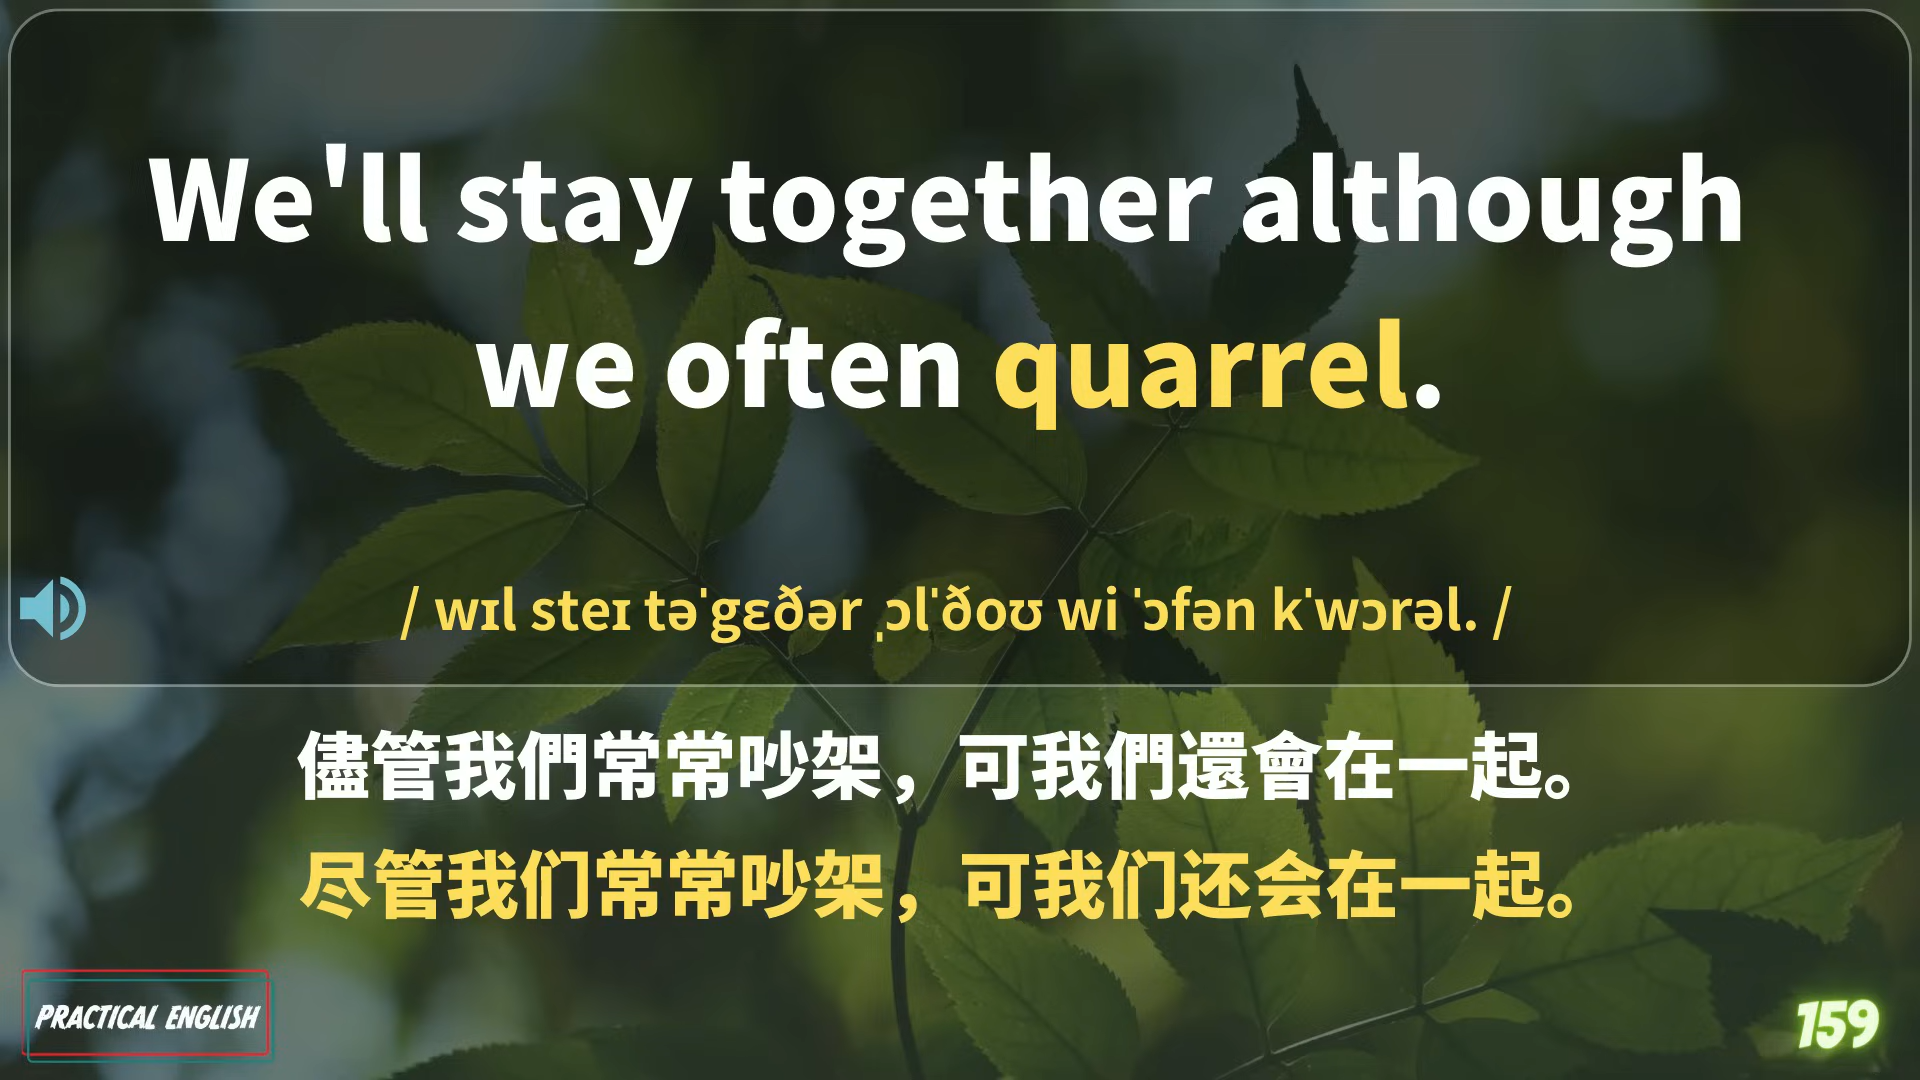 We'll stay together although
we often quarrel.
/ wɪl steɪ təˈgɛðər ˌɔlˈðoʊ wi ˈɔfən kˈwɔrəl. /
儘管我們常常吵架，可我們還會在一起。
尽管我们常常吵架，可我们还会在一起。
PRACTICAL ENGLISH
159